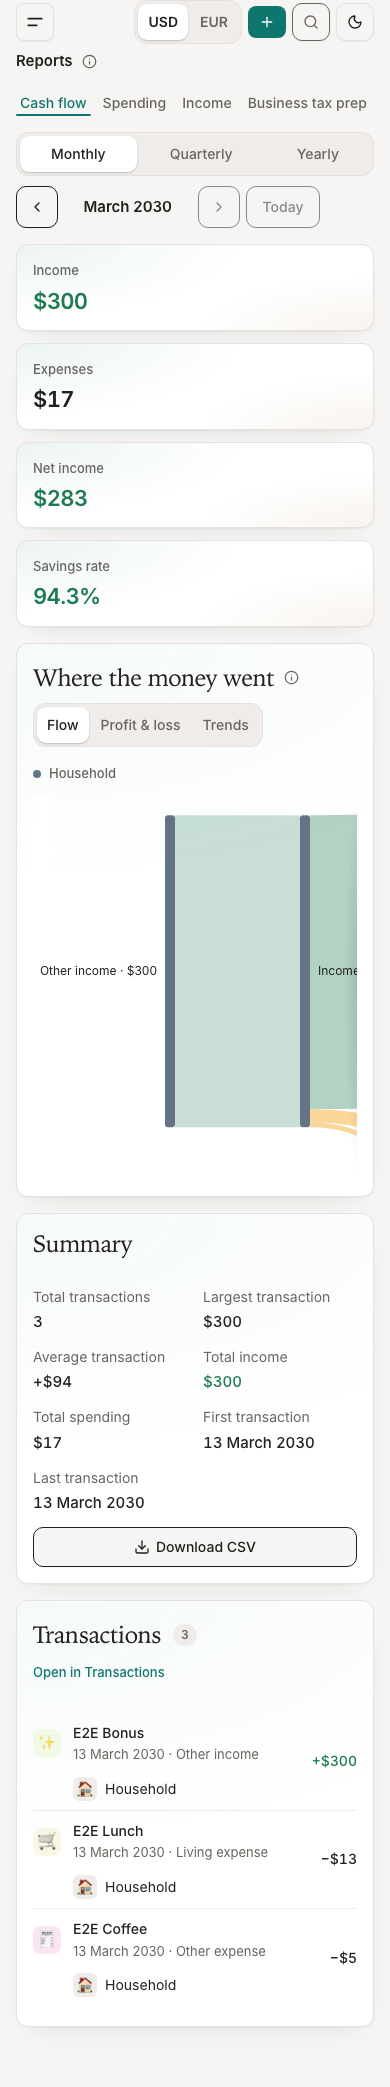 USD EUR
Reports
Cash flow Spending Income Business tax prep
Monthly Quarterly Yearly
March 2030 Today
Income
$300
Expenses
$17
Net income
$283
Savings rate
94.3%
Where the money went
Flow Profit & loss Trends
Household
Other income · $300 Income
Summary
Total transactions Largest transaction
3 $300
Average transaction Total income
+$94 $300
Total spending First transaction
$17 13 March 2030
Last transaction
13 March 2030
Download CSV
Transactions 3
Open in Transactions
E2E Bonus
13 March 2030 · Other income
+$300
Household
E2E Lunch
13 March 2030 · Living expense
−$13
Household
E2E Coffee
13 March 2030 · Other expense
−$5
Household